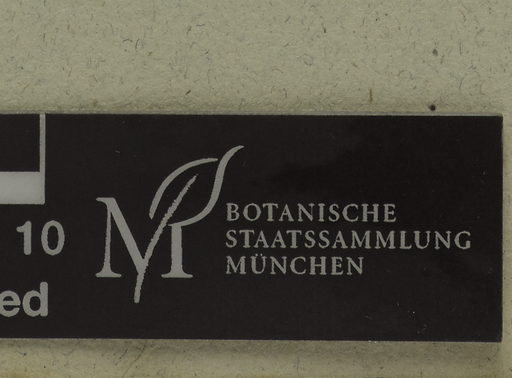 10
ed
BOTANISCHE
STAATSSAMMLUNG
MÜNCHEN